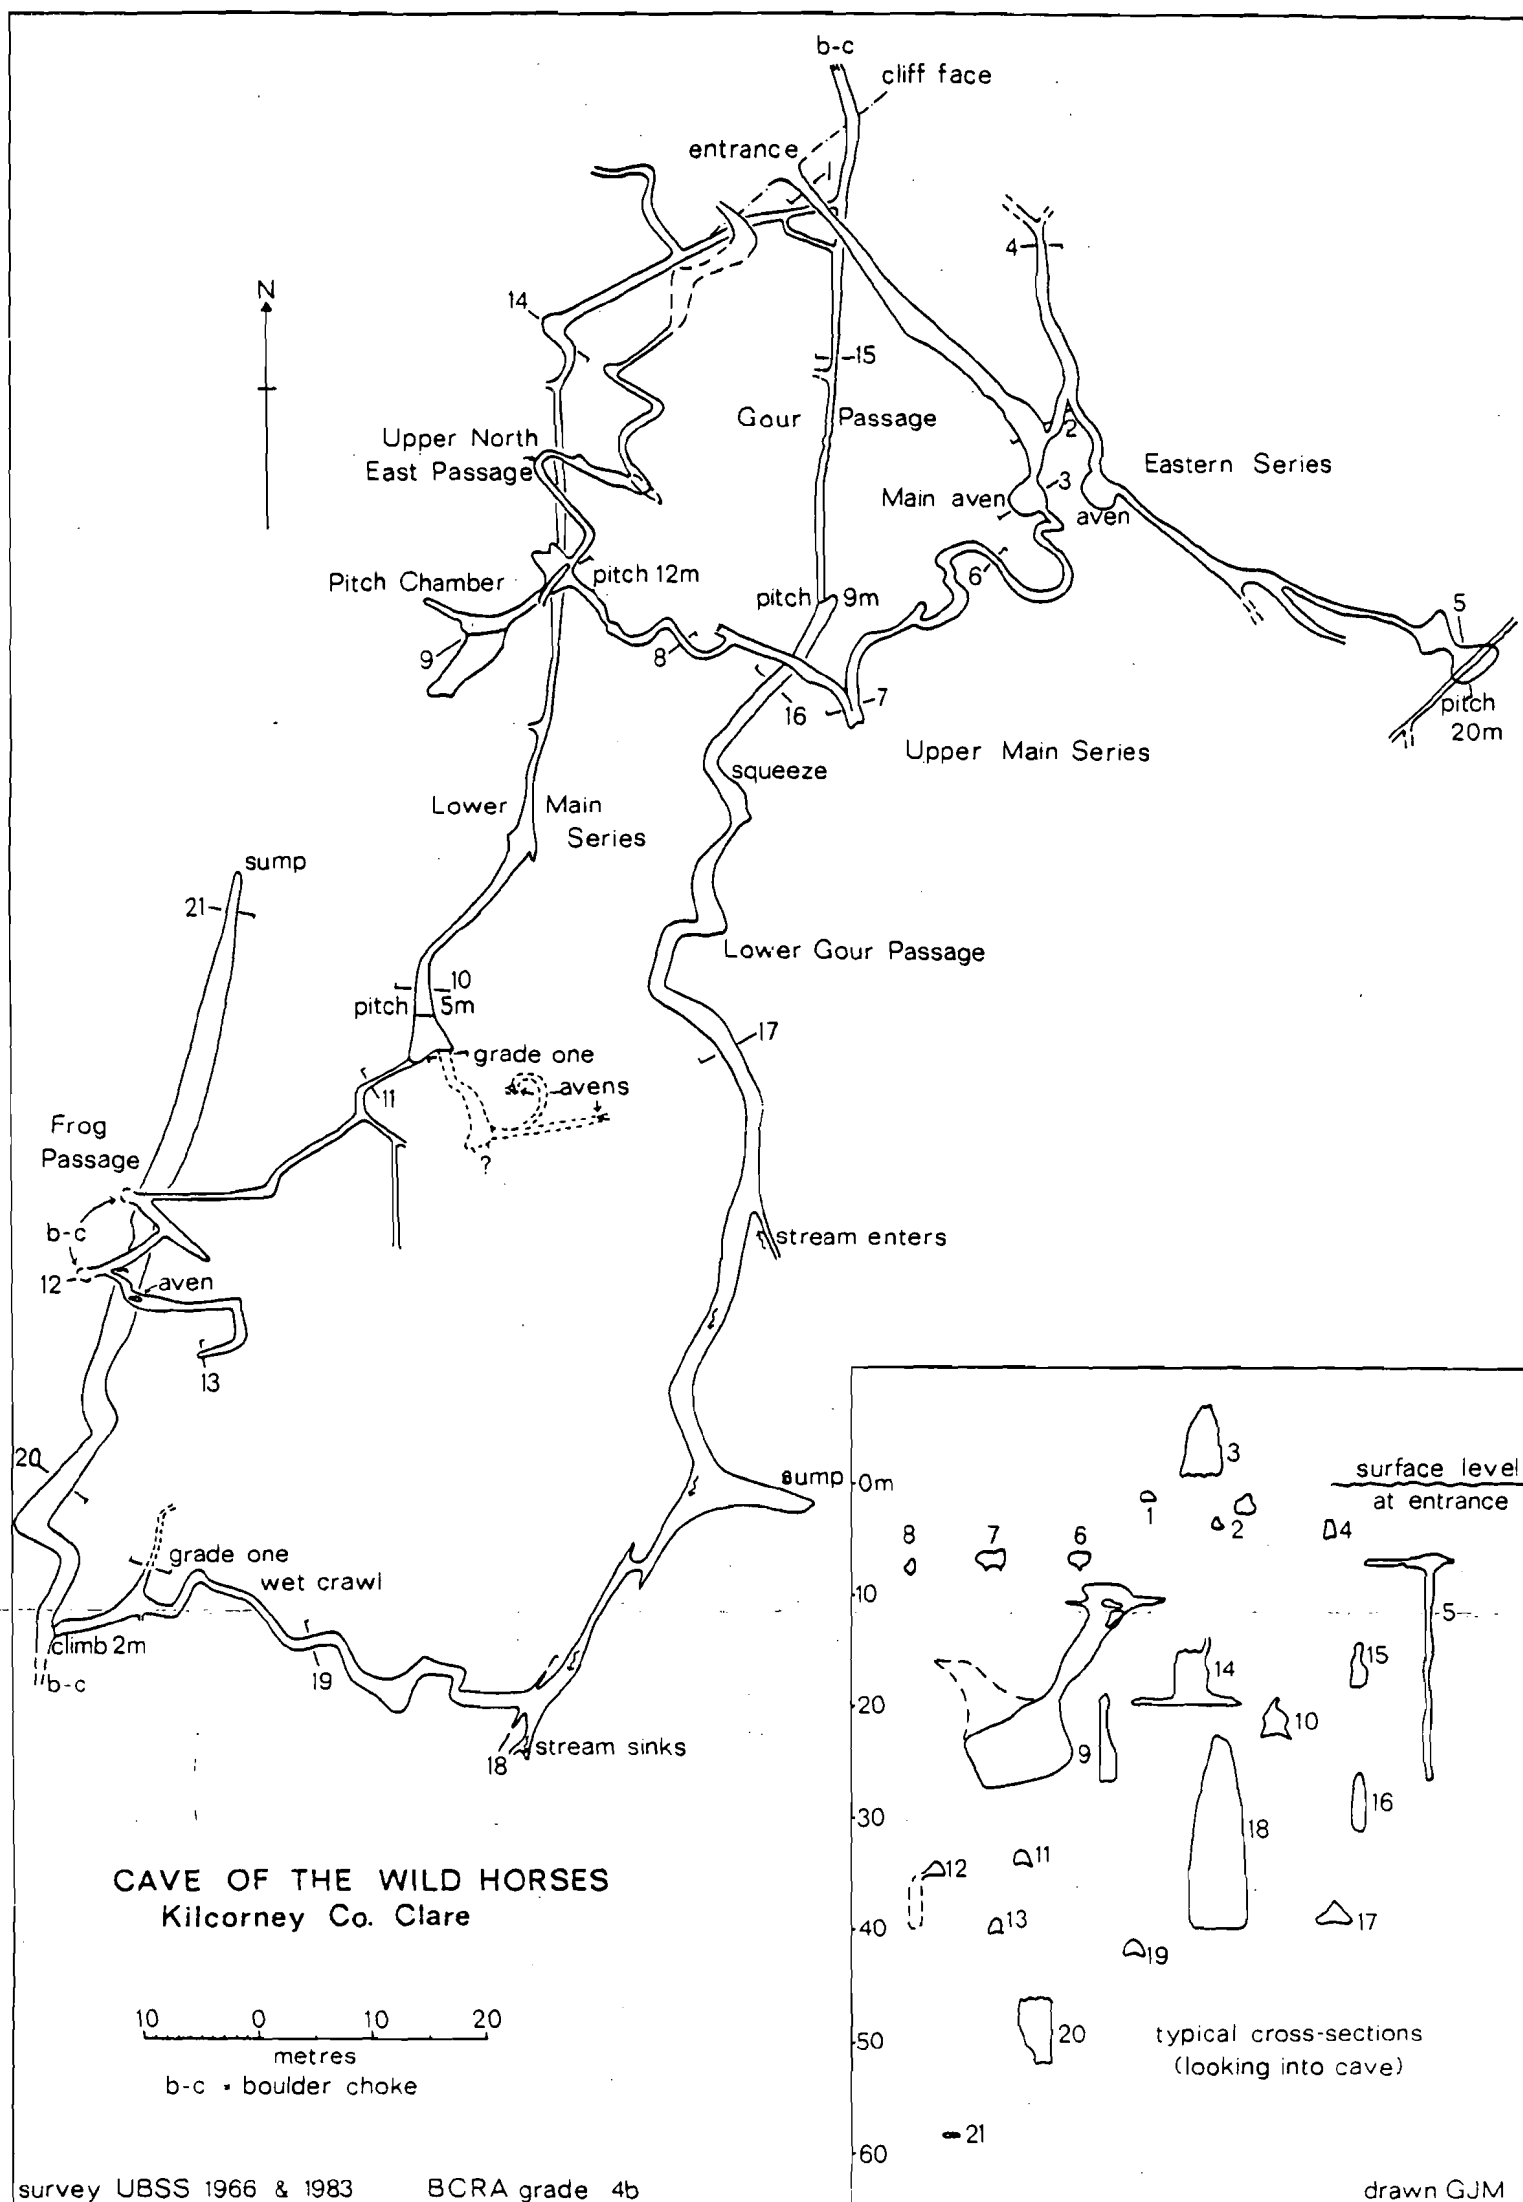 b-c
cliff face
entrance
1
4
N
14
15
Gour Passage
2
Upper North
East Passage
Eastern Series
3
Main aven
aven
6
Pitch Chamber
pitch 12m
pitch 9m
5
9
8
7
16
pitch
20m
Upper Main Series
squeeze
Lower Main
Series
sump
21
Lower Gour Passage
10
pitch 5m
17
grade one
avens
11
Frog
Passage
?
b-c
stream enters
12
aven
13
20
sump
grade one
wet crawl
climb 2m
b-c
19
18
stream sinks
3
0m
surface level
at entrance
1
2
4
8
7
6
10
5
14
15
20
10
9
16
30
18
12
11
13
17
40
19
50
20
typical cross-sections
(looking into cave)
21
60
CAVE OF THE WILD HORSES
Kilcorney Co. Clare
10 0 10 20
metres
b-c = boulder choke
survey UBSS 1966 & 1983 BCRA grade 4b
drawn GJM